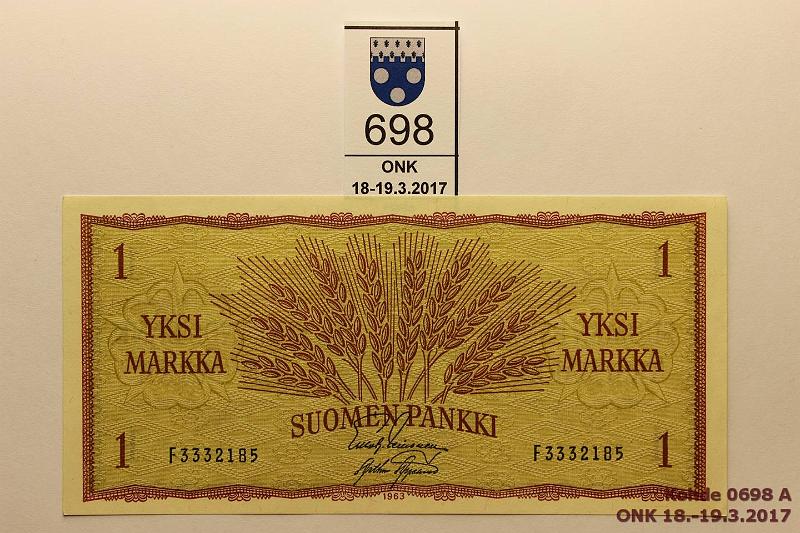 698
ONK
18-19.3.2017
1 1
YKSI MARKKA
YKSI MARKKA
SUOMEN PANKKI
1 F3332185 F3332185 1
1963
Kohde 0698 A
ONK 18.-19.3.2017